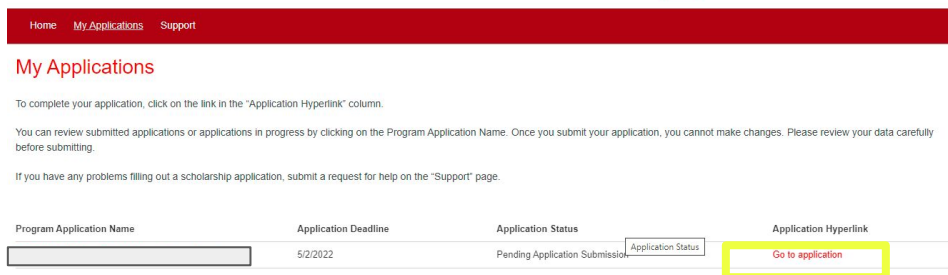 Home My Applications Support
My Applications
To complete your application, click on the link in the "Application Hyperlink" column.
You can review submitted applications or applications in progress by clicking on the Program Application Name. Once you submit your application, you cannot make changes. Please review your data carefully
before submitting.
If you have any problems filling out a scholarship application, submit a request for help on the "Support" page.
Program Application Name Application Deadline Application Status Application Hyperlink
Application Status
5/2/2022 Pending Application Submission Go to application